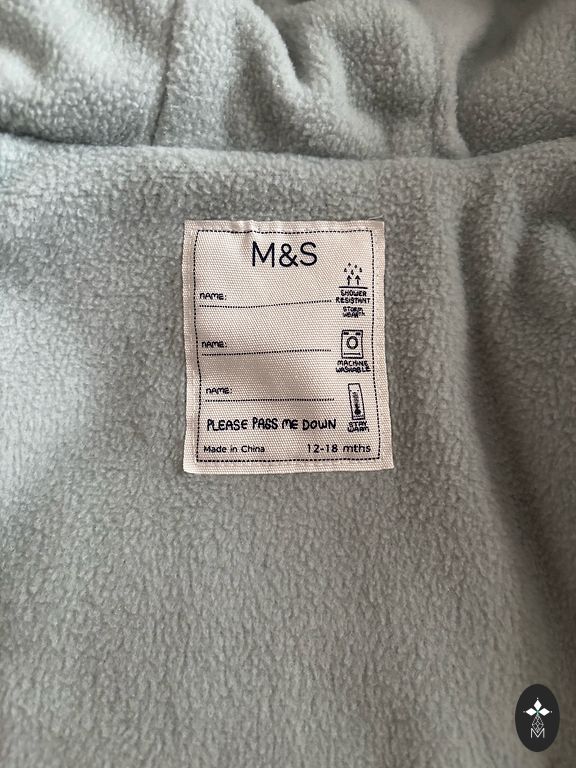 M&S
NAME:
SHOWER
RESISTANT
STORM
WEAR™
NAME:
MACHINE
WASHABLE
NAME:
STAY
WARM
PLEASE PASS ME DOWN
Made in China
12-18 mths
M